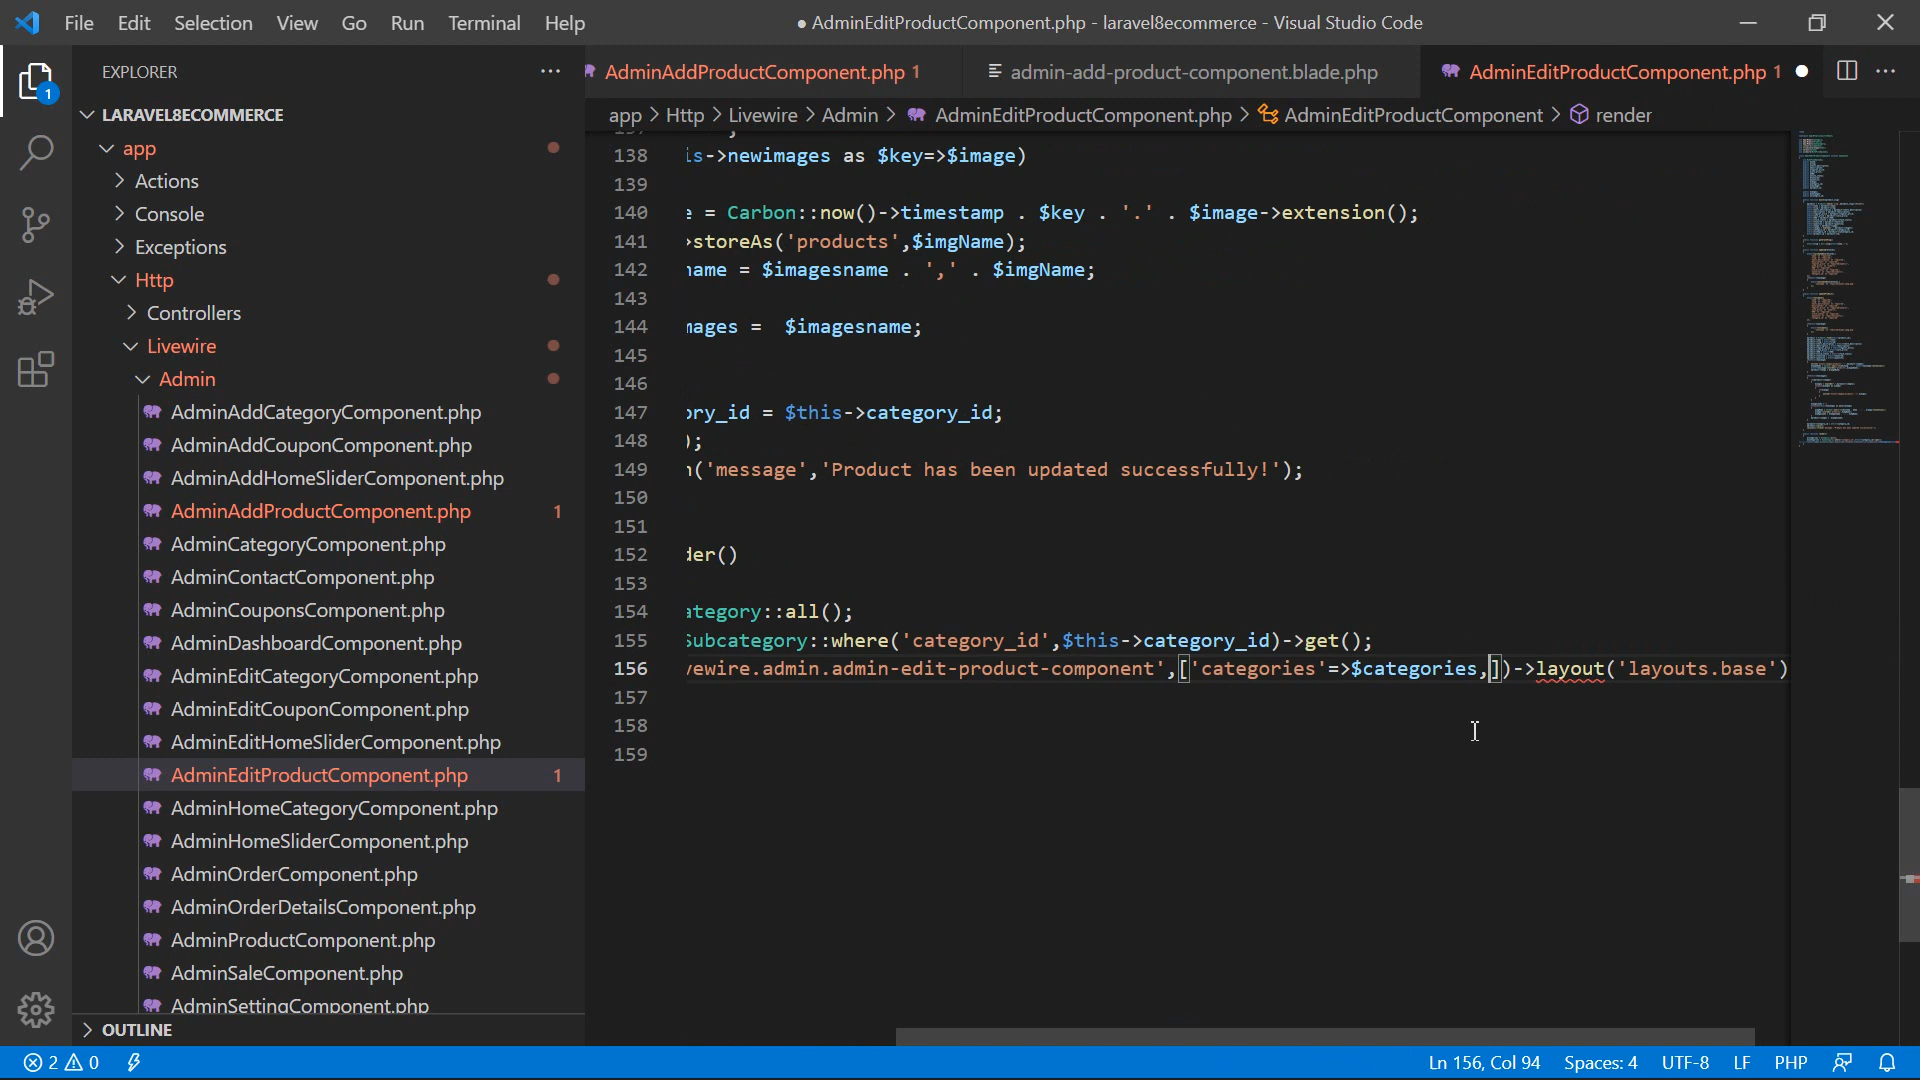 File Edit Selection View Go Run Terminal Help
● AdminEditProductComponent.php - laravel8ecommerce - Visual Studio Code
EXPLORER
AdminAddProductComponent.php 1
admin-add-product-component.blade.php
AdminEditProductComponent.php 1
app > Http > Livewire > Admin > AdminEditProductComponent.php > AdminEditProductComponent > render
LARAVEL8ECOMMERCE
app
Actions
Console
Exceptions
Http
Controllers
Livewire
Admin
AdminAddCategoryComponent.php
AdminAddCouponComponent.php
AdminAddHomeSliderComponent.php
AdminAddProductComponent.php 1
AdminCategoryComponent.php
AdminContactComponent.php
AdminCouponsComponent.php
AdminDashboardComponent.php
AdminEditCategoryComponent.php
AdminEditCouponComponent.php
AdminEditHomeSliderComponent.php
AdminEditProductComponent.php 1
AdminHomeCategoryComponent.php
AdminHomeSliderComponent.php
AdminOrderComponent.php
AdminOrderDetailsComponent.php
AdminProductComponent.php
AdminSaleComponent.php
AdminSettingComponent.php
OUTLINE
1
138 is->newimages as $key=>$image)
139
140 e = Carbon::now()->timestamp . $key . '.' . $image->extension();
141 >storeAs('products',$imgName);
142 name = $imagesname . ',' . $imgName;
143
144 mages = $imagesname;
145
146
147 ory_id = $this->category_id;
148 );
149 n('message','Product has been updated successfully!');
150
151
152 der()
153
154 ategory::all();
155 Subcategory::where('category_id',$this->category_id)->get();
156 vewire.admin.admin-edit-product-component',['categories'=>$categories,])->layout('layouts.base')
157
158
159
2 0
Ln 156, Col 94 Spaces: 4 UTF-8 LF PHP